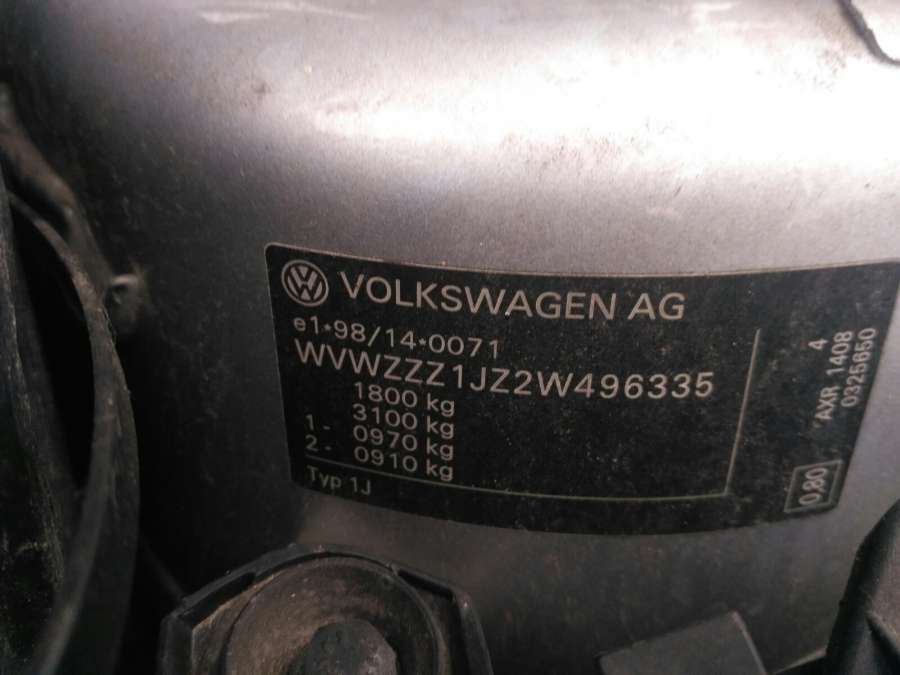 VOLKSWAGEN AG
e1*98/14*0071
WVWZZZ1JZ2W496335
1800 kg
3100 kg
1 - 0970 kg
2 - 0910 kg
Typ 1J
4
AXR 1408
0325650
0,80